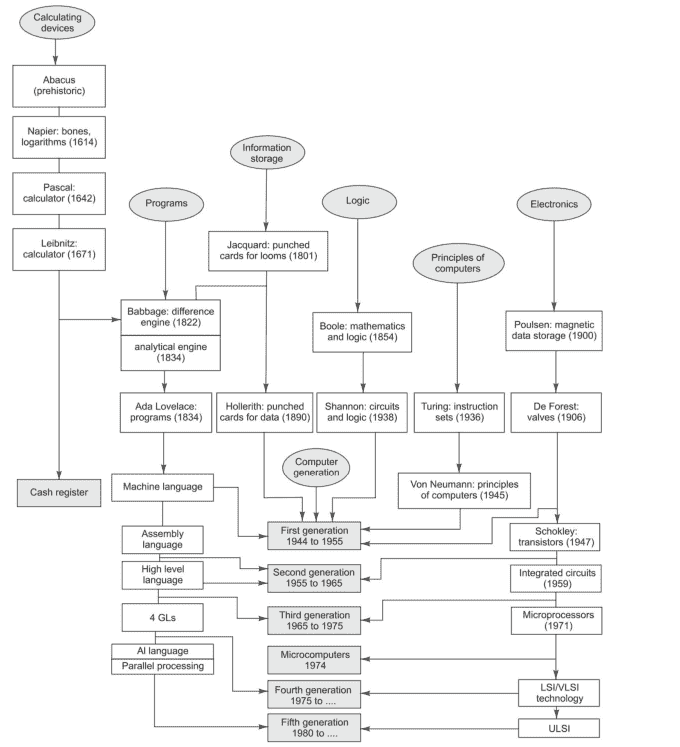 Calculating
devices
Abacus
(prehistoric)
Napier: bones,
logarithms (1614)
Pascal:
calculator (1642)
Leibnitz:
calculator (1671)
Cash register
Programs
Babbage: difference
engine (1822)
analytical engine
(1834)
Ada Lovelace:
programs (1834)
Machine language
Assembly
language
High level
language
4 GLs
AI language
Parallel processing
Information
storage
Jacquard: punched
cards for looms (1801)
Hollerith: punched
cards for data (1890)
Logic
Boole: mathematics
and logic (1854)
Shannon: circuits
and logic (1938)
Computer
generation
First generation
1944 to 1955
Second generation
1955 to 1965
Third generation
1965 to 1975
Microcomputers
1974
Fourth generation
1975 to ....
Fifth generation
1980 to ....
Principles of
computers
Turing: instruction
sets (1936)
Von Neumann: principles
of computers (1945)
Electronics
Poulsen: magnetic
data storage (1900)
De Forest:
valves (1906)
Schokley:
transistors (1947)
Integrated circuits
(1959)
Microprocessors
(1971)
LSI/VLSI
technology
ULSI